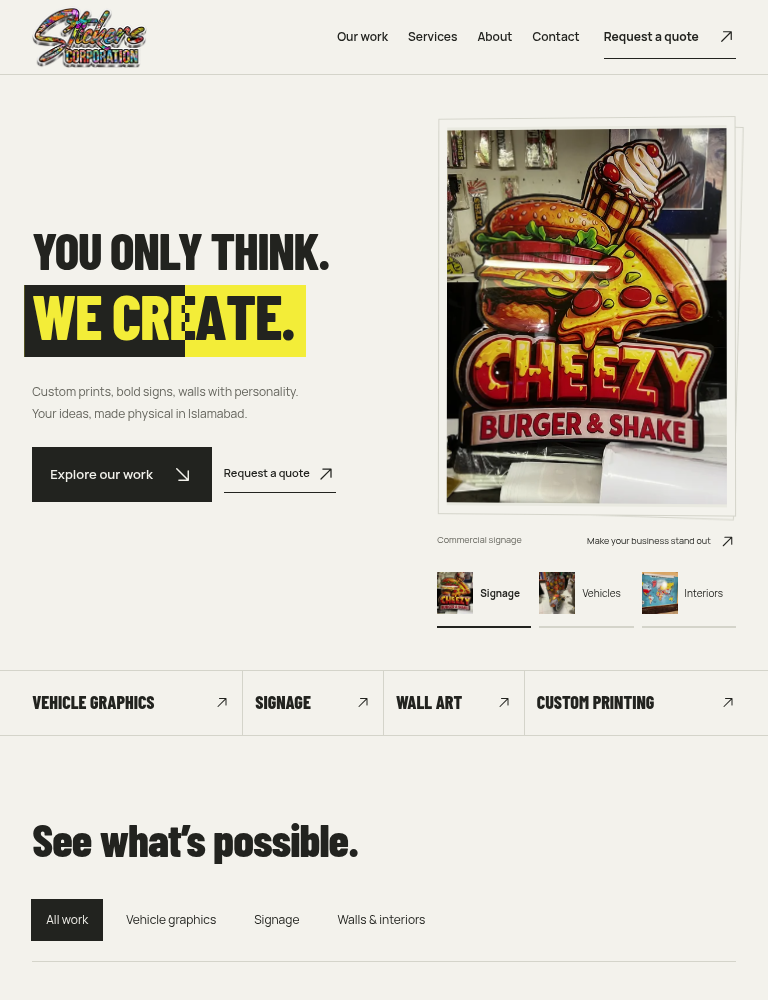 Stickers
CORPORATION
Our work
Services
About
Contact
Request a quote
YOU ONLY THINK.
WE CREATE.
Custom prints, bold signs, walls with personality.
Your ideas, made physical in Islamabad.
Explore our work
Request a quote
CHEEZY
BURGER & SHAKE
Commercial signage
Make your business stand out
Signage
Vehicles
Interiors
VEHICLE GRAPHICS
SIGNAGE
WALL ART
CUSTOM PRINTING
See what’s possible.
All work
Vehicle graphics
Signage
Walls & interiors